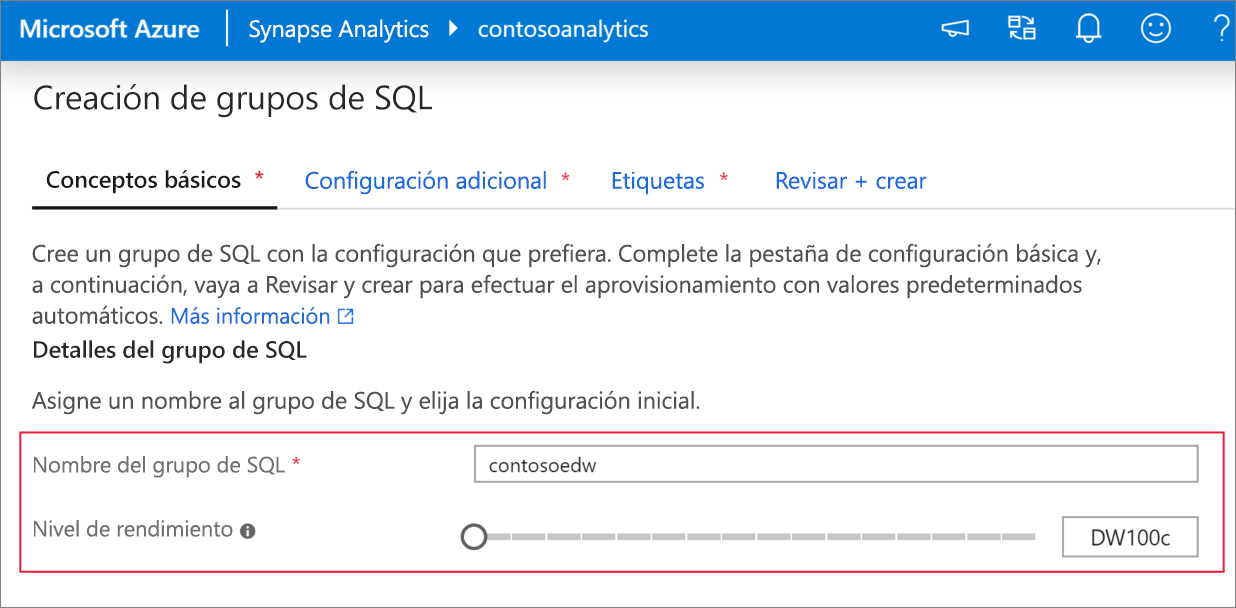 Microsoft Azure | Synapse Analytics contosoanalytics ?
Creación de grupos de SQL
Conceptos básicos * Configuración adicional * Etiquetas * Revisar + crear
Cree un grupo de SQL con la configuración que prefiera. Complete la pestaña de configuración básica y,
a continuación, vaya a Revisar y crear para efectuar el aprovisionamiento con valores predeterminados
automáticos. Más información
Detalles del grupo de SQL
Asigne un nombre al grupo de SQL y elija la configuración inicial.
Nombre del grupo de SQL * contosoedw
Nivel de rendimiento DW100c